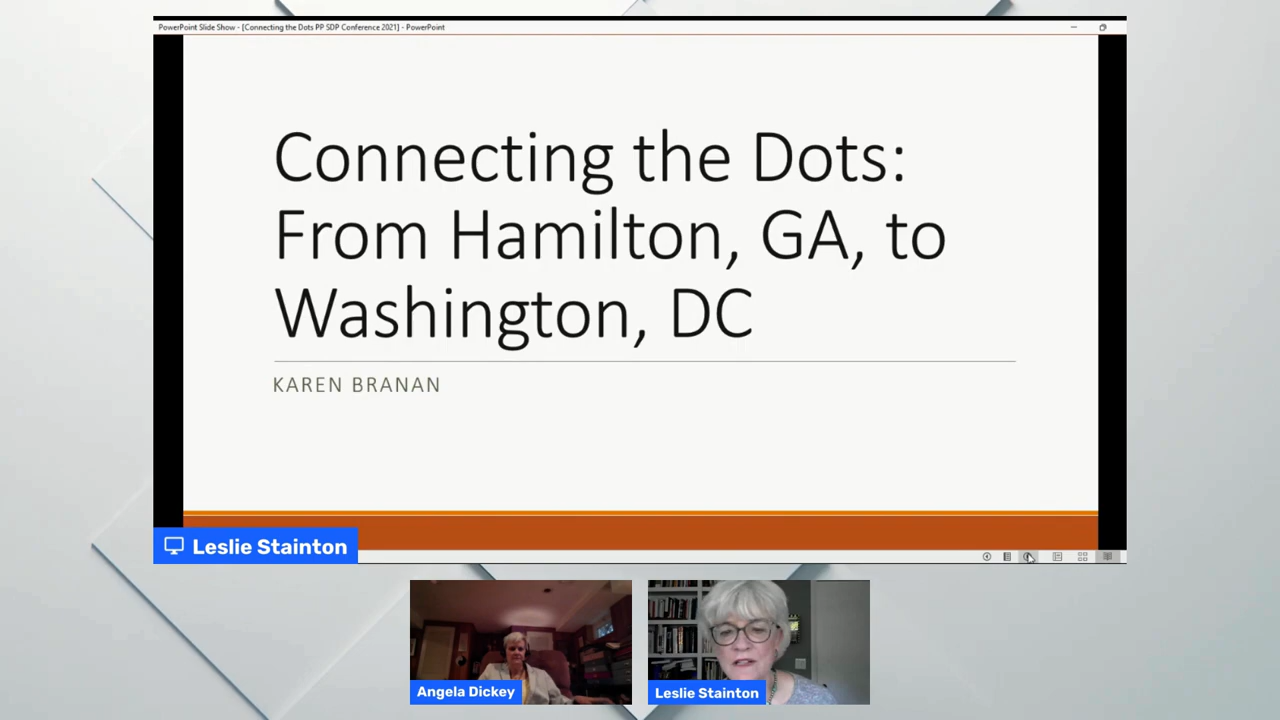 PowerPoint Slide Show - [Connecting the Dots PP SDP Conference 2021] - PowerPoint
Connecting the Dots:
From Hamilton, GA, to
Washington, DC
KAREN BRANAN
Leslie Stainton
Angela Dickey
Leslie Stainton